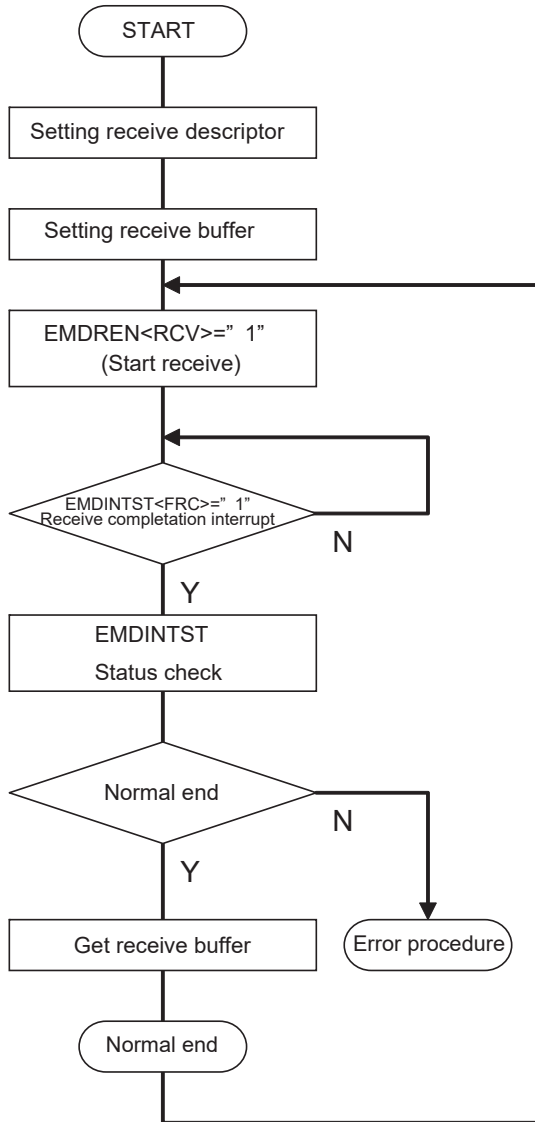 START
Setting receive descriptor
Setting receive buffer
EMDREN<RCV>=” 1”
(Start receive)
EMDINTST<FRC>=” 1”
Receive completation interrupt
N
Y
EMDINTST
Status check
Normal end
N
Y
Get receive buffer
Error procedure
Normal end